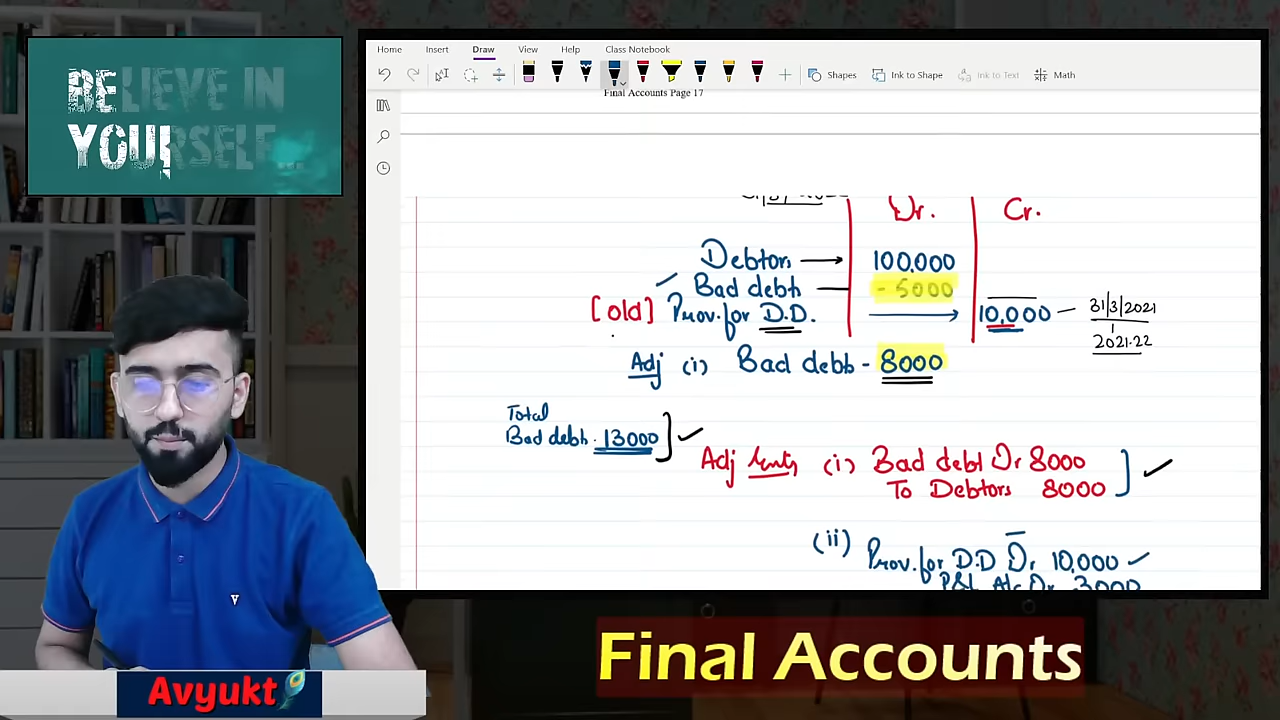 BELIEVE IN
YOURSELF...
Home Insert Draw View Help Class Notebook
Shapes Ink to Shape Ink to Text Math
Final Accounts Page 17
Dr. Cr.
Debtors 100,000
Bad debts - 5000
[old] Prov. for D.D. 10,000 - 31/3/2021
2021-22
Adj (i) Bad debts - 8000
Total
Bad debts - 13000
Adj Entry (i) Bad debt Dr 8000
To Debtors 8000
(ii) Prov. for D.D Dr 10,000
P&L A/c Dr 3000
Final Accounts
Avyukt